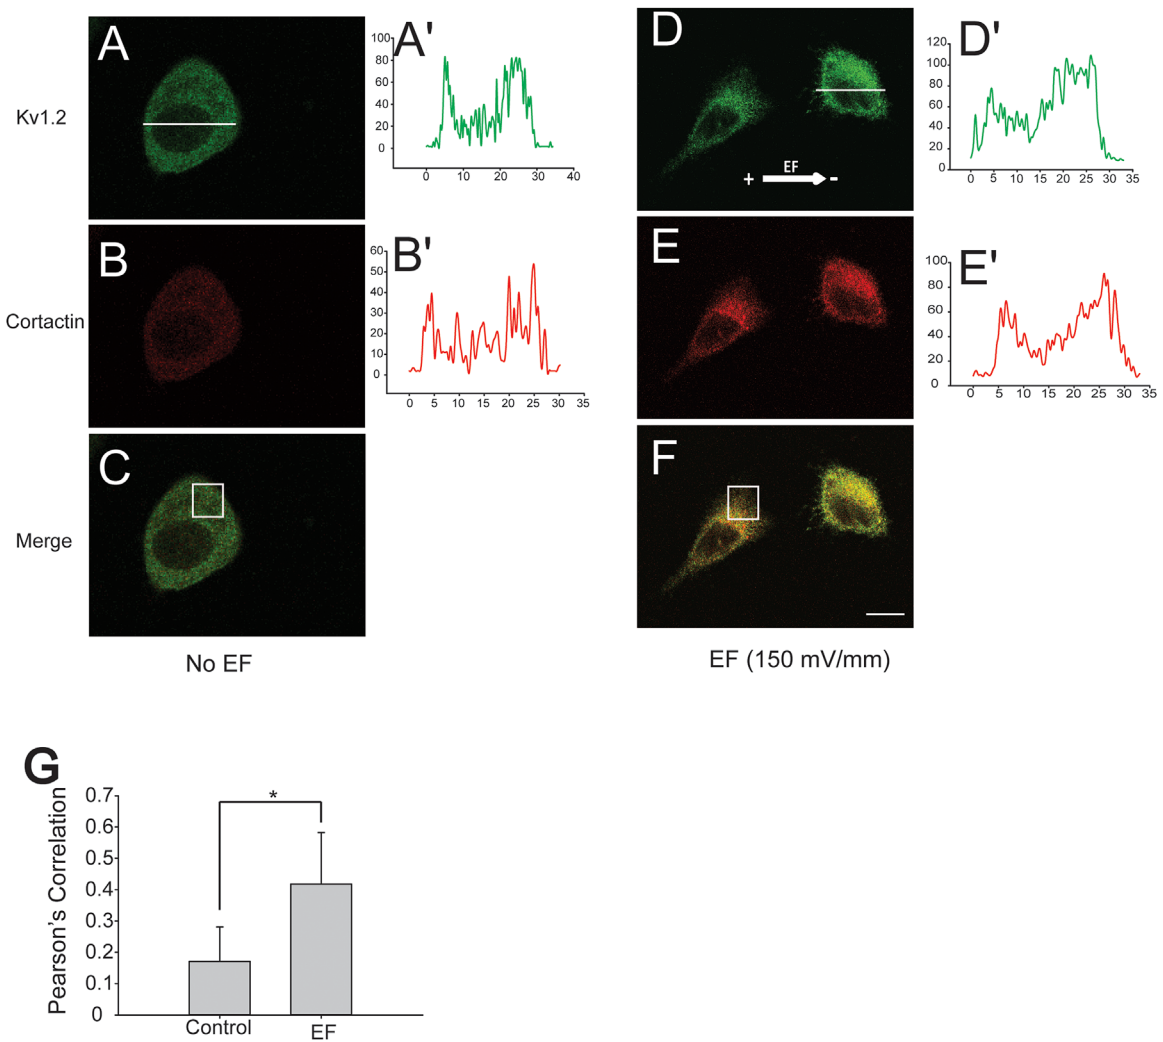 A
Kv1.2
A'
100
80
60
40
20
0
0 10 20 30 40
D
+ EF -
D'
120
100
80
60
40
20
0
0 5 10 15 20 25 30 35
B
Cortactin
B'
60
50
40
30
20
10
0
0 5 10 15 20 25 30 35
E
E'
100
80
60
40
20
0
0 5 10 15 20 25 30 35
C
Merge
F
No EF
EF (150 mV/mm)
G
Pearson's Correlation
0.7
0.6
0.5
0.4
0.3
0.2
0.1
0
*
Control EF